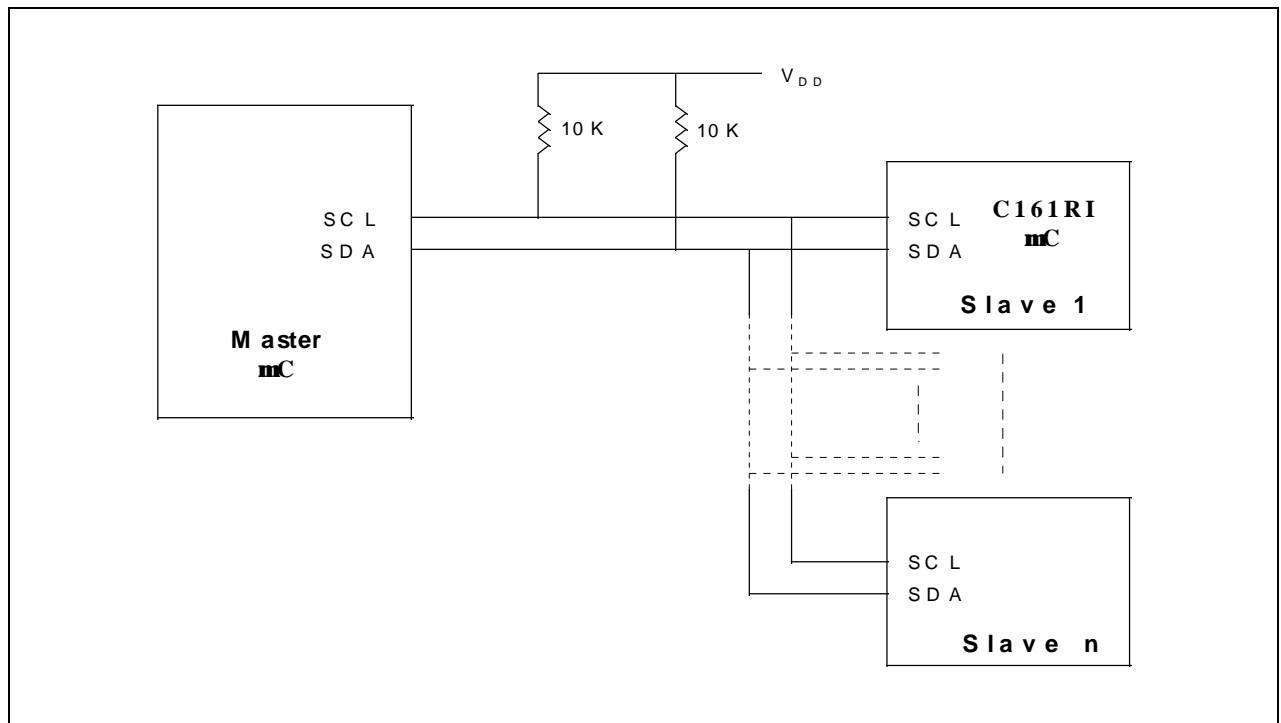 V DD
10 K
10 K
SCL
SDA
Master
mC
SCL
SDA
C161RI
mC
Slave 1
SCL
SDA
Slave n